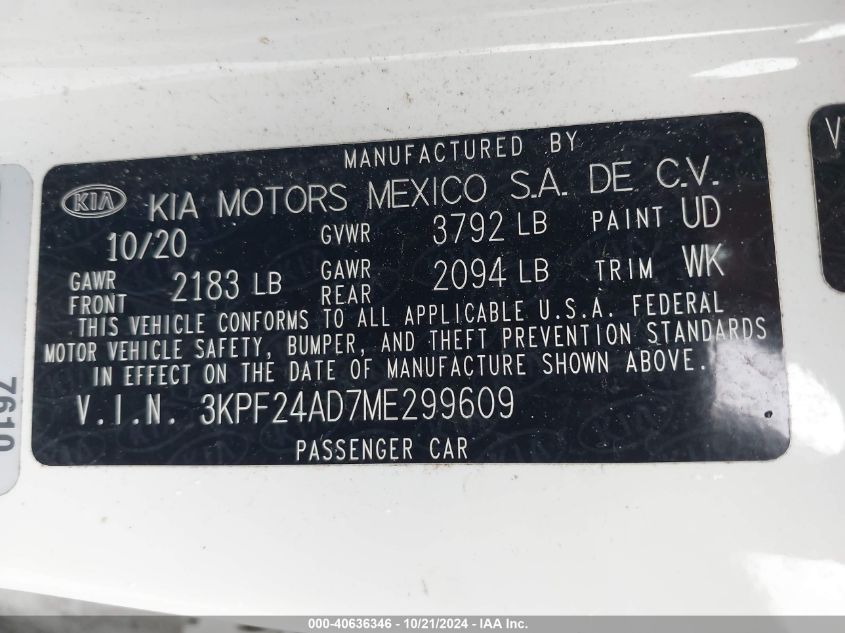 MANUFACTURED BY
KIA KIA MOTORS MEXICO S.A. DE C.V.
10/20 GVWR 3792 LB PAINT UD
GAWR FRONT 2183 LB GAWR REAR 2094 LB TRIM WK
THIS VEHICLE CONFORMS TO ALL APPLICABLE U.S.A. FEDERAL
MOTOR VEHICLE SAFETY, BUMPER, AND THEFT PREVENTION STANDARDS
IN EFFECT ON THE DATE OF MANUFACTURE SHOWN ABOVE.
V.I.N. 3KPF24AD7ME299609
PASSENGER CAR
V
000-40636346 - 10/21/2024 - IAA Inc.